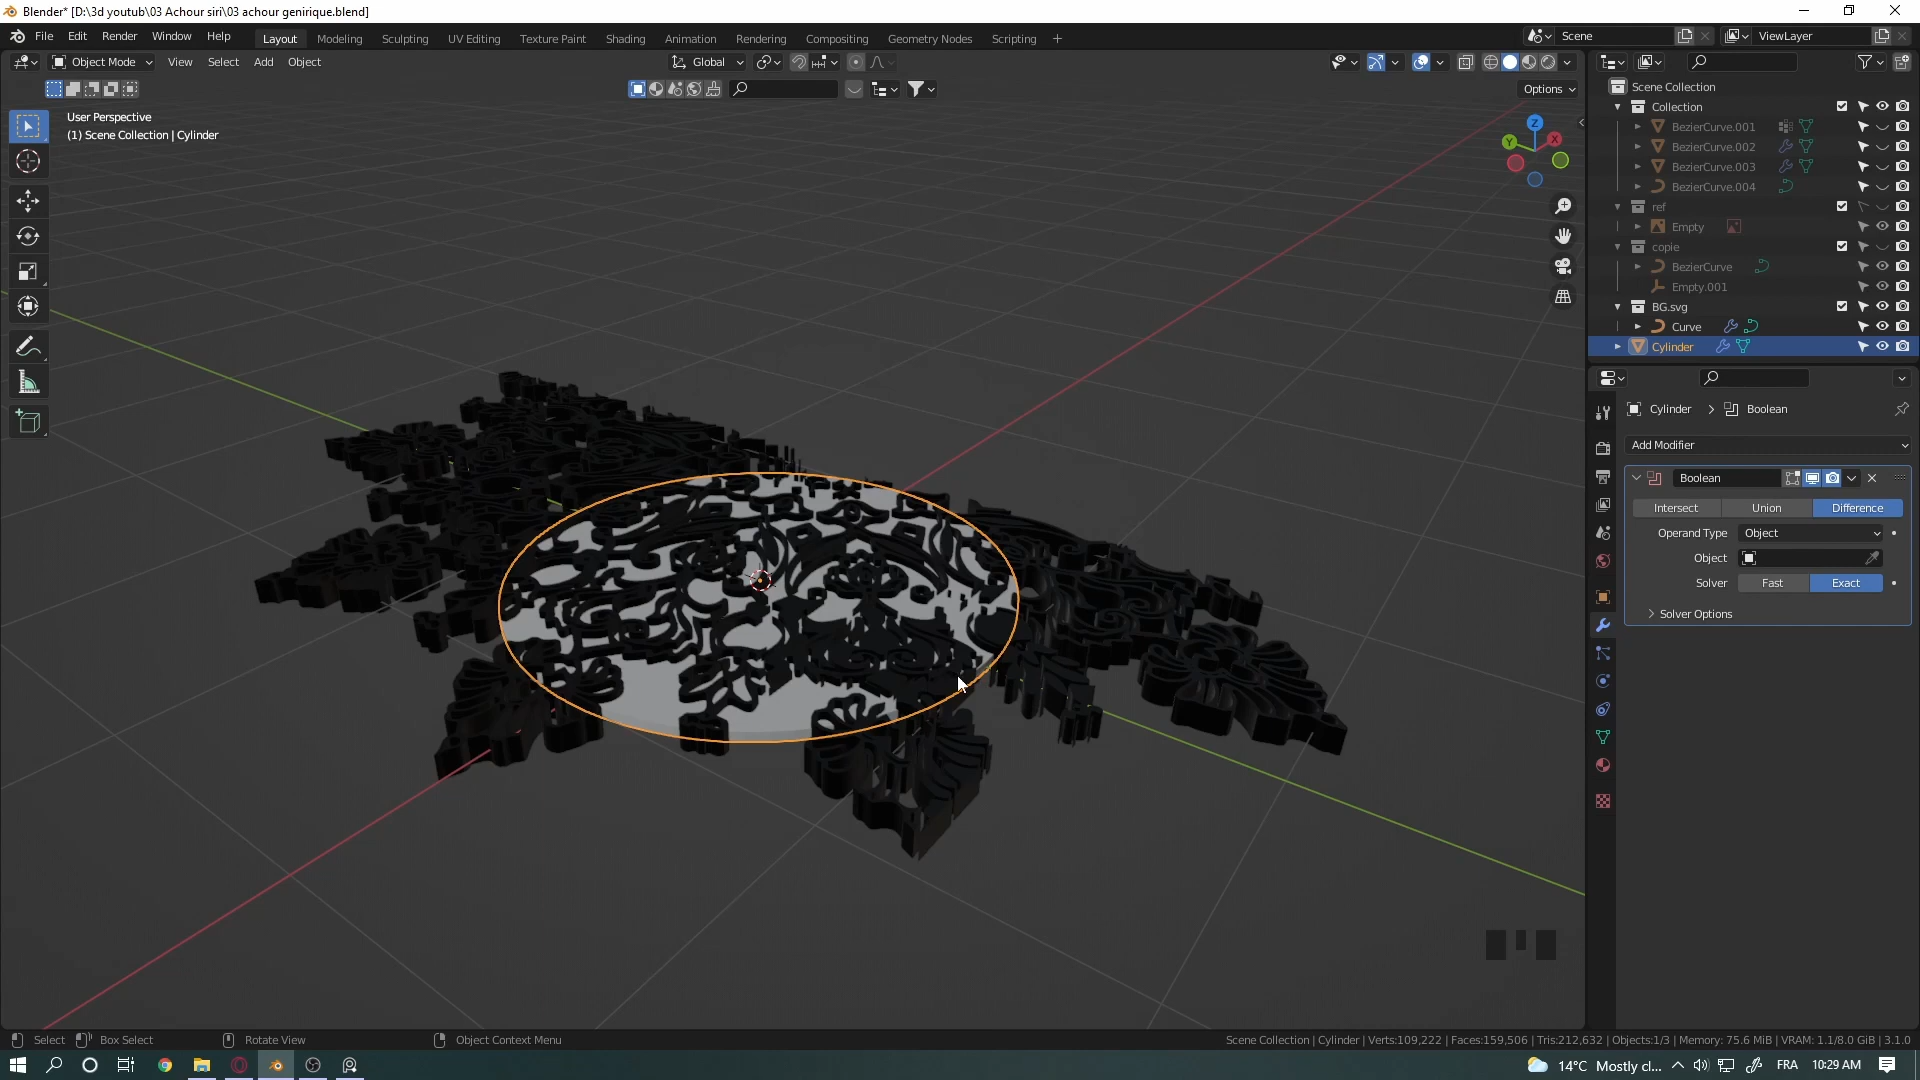 Blender* [D:\3d youtub\03 Achour siri\03 achour genirique.blend]
File Edit Render Window Help
Layout Modeling Sculpting UV Editing Texture Paint Shading Animation Rendering Compositing Geometry Nodes Scripting +
Scene
ViewLayer
Object Mode View Select Add Object
Global
Options
User Perspective
(1) Scene Collection | Cylinder
Z
Y
X
Scene Collection
Collection
BezierCurve.001
BezierCurve.002
BezierCurve.003
BezierCurve.004
ref
Empty
copie
BezierCurve
Empty.001
BG.svg
Curve
Cylinder
Cylinder > Boolean
Add Modifier
Boolean
Intersect Union Difference
Operand Type Object
Object
Solver Fast Exact
Solver Options
Select Box Select Rotate View Object Context Menu
Scene Collection | Cylinder | Verts:109,222 | Faces:159,506 | Tris:212,632 | Objects:1/3 | Memory: 75.6 MiB | VRAM: 1.1/8.0 GiB | 3.1.0
14°C Mostly cl... FRA 10:29 AM